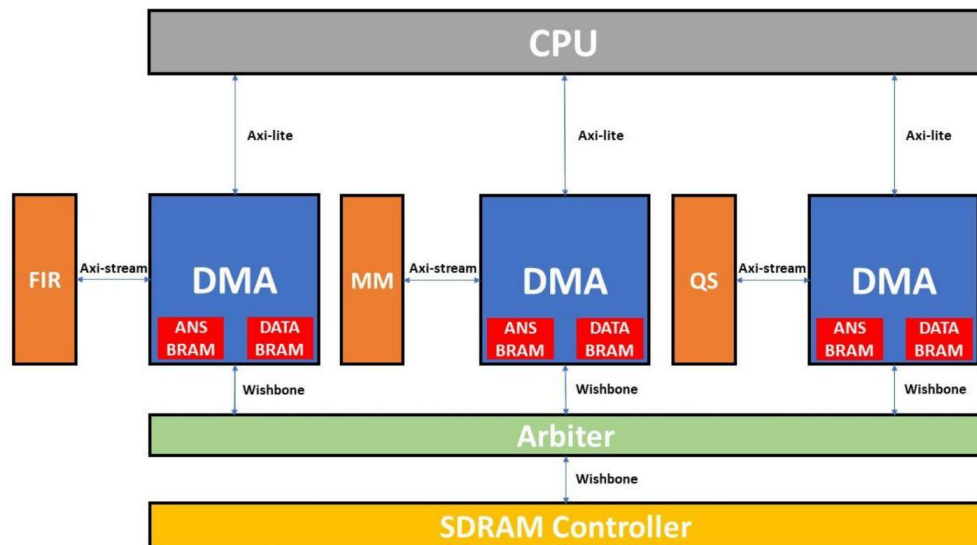 CPU
Axi-lite
Axi-lite
Axi-lite
FIR
Axi-stream
DMA
ANS
BRAM
DATA
BRAM
MM
Axi-stream
DMA
ANS
BRAM
DATA
BRAM
QS
Axi-stream
DMA
ANS
BRAM
DATA
BRAM
Wishbone
Wishbone
Wishbone
Arbiter
Wishbone
SDRAM Controller